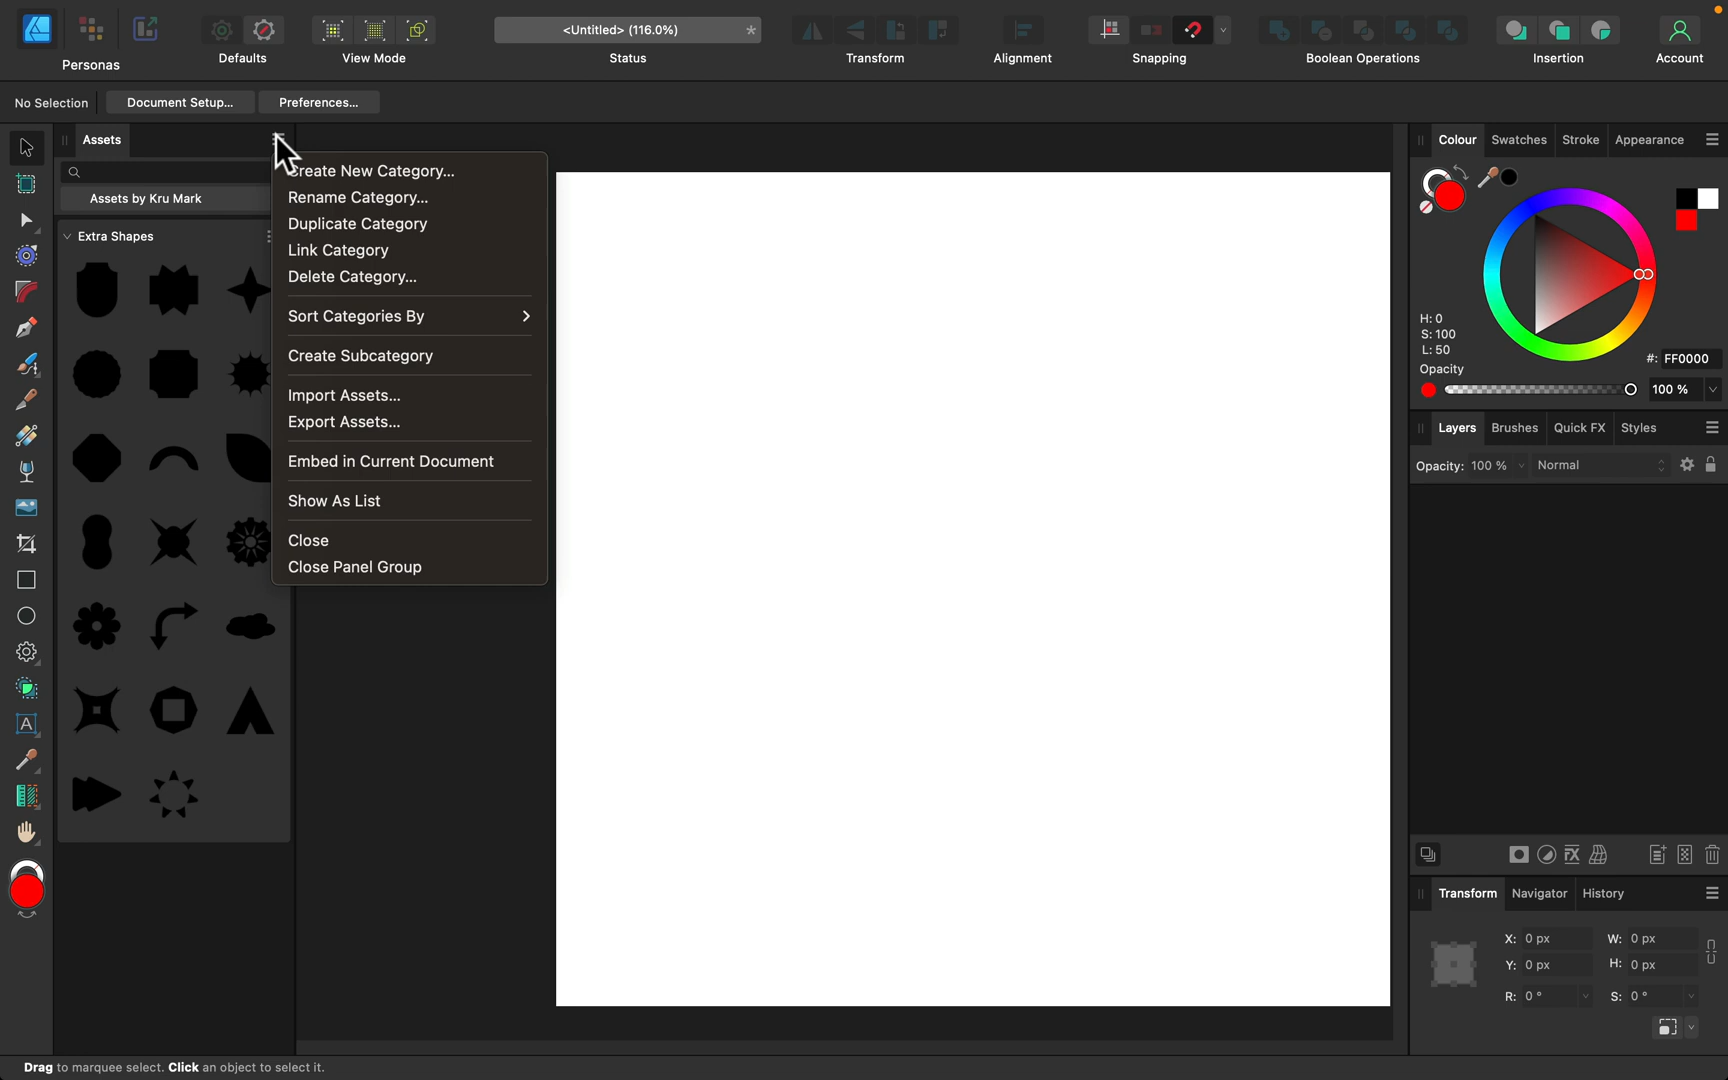 <Untitled> (116.0%) *
Personas
Defaults
View Mode
Status
Transform
Alignment
Snapping
Boolean Operations
Insertion
Account
No Selection
Document Setup...
Preferences...
Assets
Assets by Kru Mark
Extra Shapes
Create New Category...
Rename Category...
Duplicate Category
Link Category
Delete Category...
Sort Categories By
Create Subcategory
Import Assets...
Export Assets...
Embed in Current Document
Show As List
Close
Close Panel Group
Colour Swatches Stroke Appearance
H: 0
S: 100
L: 50
#: FF0000
Opacity
100 %
Layers Brushes Quick FX Styles
Opacity: 100 % Normal
Transform Navigator History
X: 0 px W: 0 px
Y: 0 px H: 0 px
R: 0 ° S: 0 °
Drag to marquee select. Click an object to select it.